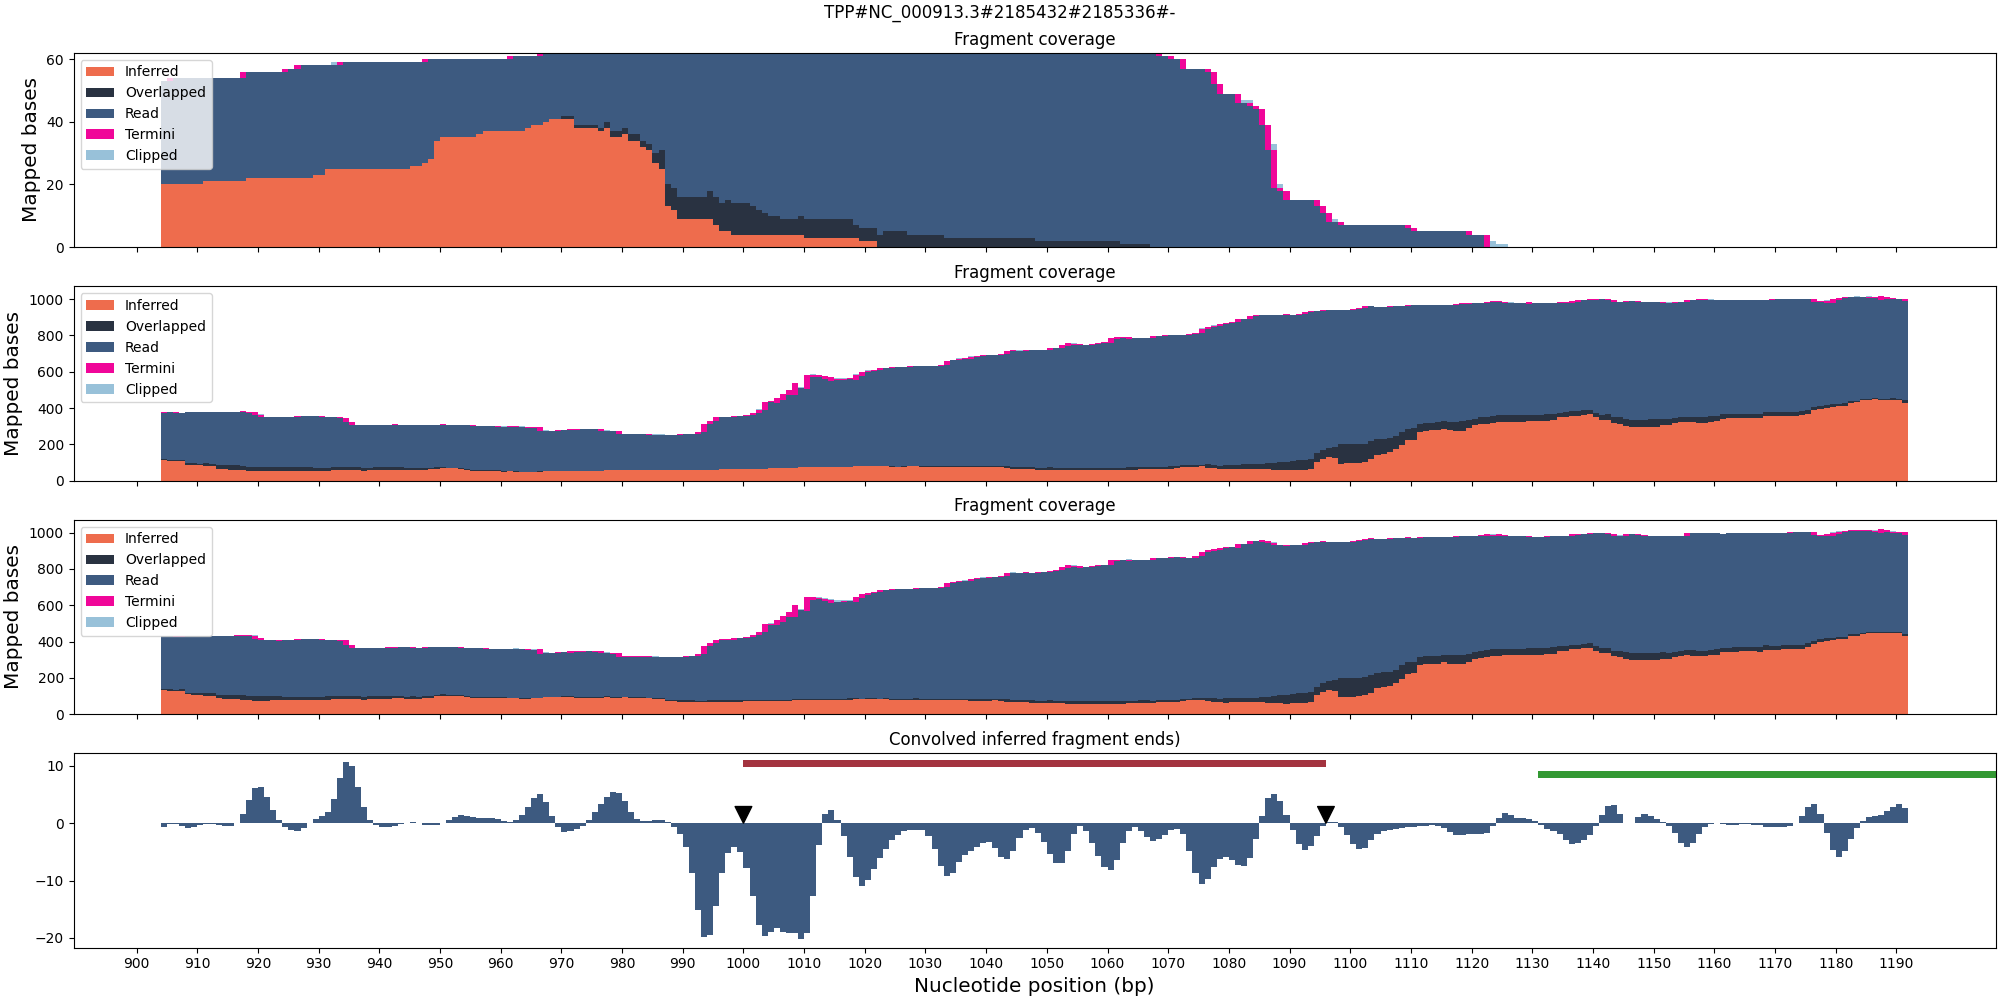 TPP#NC_000913.3#2185432#2185336#-
Fragment coverage
Mapped bases
60
40
20
0
Inferred
Overlapped
Read
Termini
Clipped
Fragment coverage
Mapped bases
1000
800
600
400
200
0
Inferred
Overlapped
Read
Termini
Clipped
Fragment coverage
Mapped bases
1000
800
600
400
200
0
Inferred
Overlapped
Read
Termini
Clipped
Convolved inferred fragment ends)
10
0
−10
−20
900 910 920 930 940 950 960 970 980 990 1000 1010 1020 1030 1040 1050 1060 1070 1080 1090 1100 1110 1120 1130 1140 1150 1160 1170 1180 1190
Nucleotide position (bp)